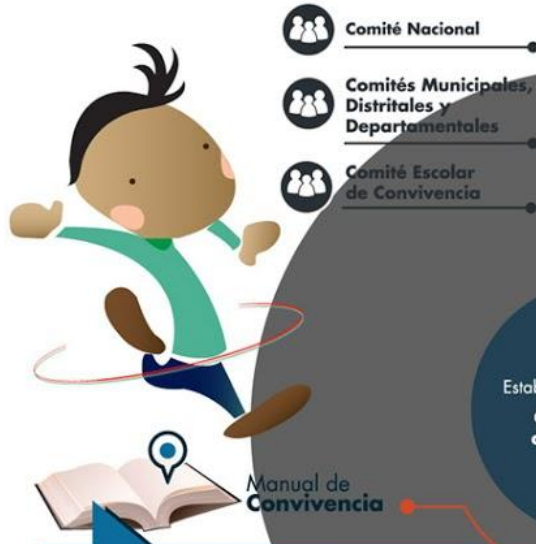 Comité Nacional
Comités Municipales,
Distritales y
Departamentales
Comité Escolar
de Convivencia
Manual de
Convivencia